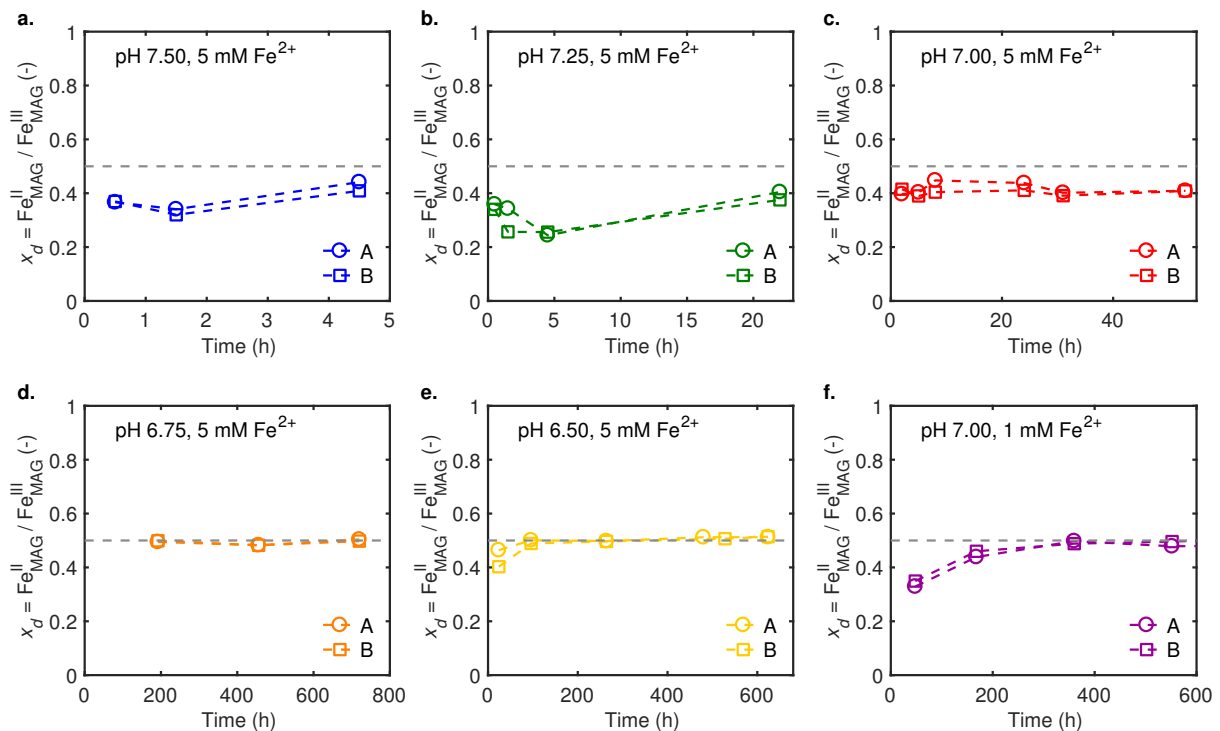 a.
pH 7.50, 5 mM Fe²⁺
x_d = Fe^II_MAG / Fe^III_MAG (-)
1
0.8
0.6
0.4
0.2
0
A
B
0 1 2 3 4 5
Time (h)
b.
pH 7.25, 5 mM Fe²⁺
x_d = Fe^II_MAG / Fe^III_MAG (-)
1
0.8
0.6
0.4
0.2
0
A
B
0 5 10 15 20
Time (h)
c.
pH 7.00, 5 mM Fe²⁺
x_d = Fe^II_MAG / Fe^III_MAG (-)
1
0.8
0.6
0.4
0.2
0
A
B
0 20 40
Time (h)
d.
pH 6.75, 5 mM Fe²⁺
x_d = Fe^II_MAG / Fe^III_MAG (-)
1
0.8
0.6
0.4
0.2
0
A
B
0 200 400 600 800
Time (h)
e.
pH 6.50, 5 mM Fe²⁺
x_d = Fe^II_MAG / Fe^III_MAG (-)
1
0.8
0.6
0.4
0.2
0
A
B
0 200 400 600
Time (h)
f.
pH 7.00, 1 mM Fe²⁺
x_d = Fe^II_MAG / Fe^III_MAG (-)
1
0.8
0.6
0.4
0.2
0
A
B
0 200 400 600
Time (h)